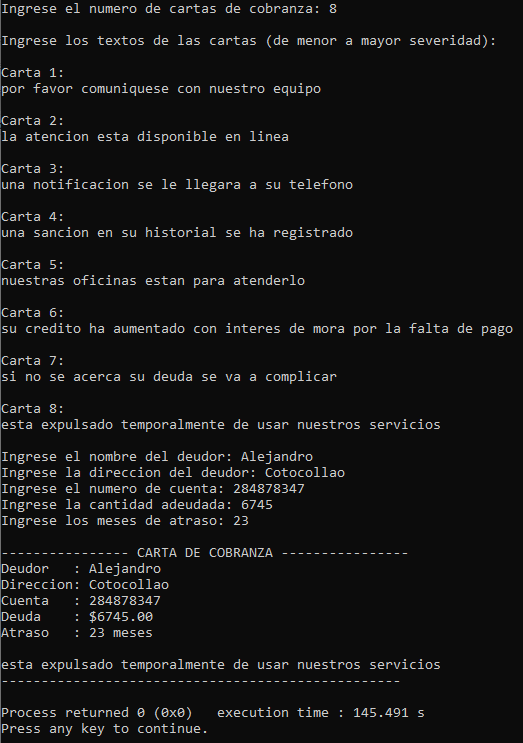 Ingrese el numero de cartas de cobranza: 8
Ingrese los textos de las cartas (de menor a mayor severidad):
Carta 1:
por favor comuniquese con nuestro equipo
Carta 2:
la atencion esta disponible en linea
Carta 3:
una notificacion se le llegara a su telefono
Carta 4:
una sancion en su historial se ha registrado
Carta 5:
nuestras oficinas estan para atenderlo
Carta 6:
su credito ha aumentado con interes de mora por la falta de pago
Carta 7:
si no se acerca su deuda se va a complicar
Carta 8:
esta expulsado temporalmente de usar nuestros servicios
Ingrese el nombre del deudor: Alejandro
Ingrese la direccion del deudor: Cotocollao
Ingrese el numero de cuenta: 284878347
Ingrese la cantidad adeudada: 6745
Ingrese los meses de atraso: 23
---------------- CARTA DE COBRANZA ----------------
Deudor   : Alejandro
Direccion: Cotocollao
Cuenta   : 284878347
Deuda    : $6745.00
Atraso   : 23 meses
esta expulsado temporalmente de usar nuestros servicios
--------------------------------------------------
Process returned 0 (0x0)   execution time : 145.491 s
Press any key to continue.